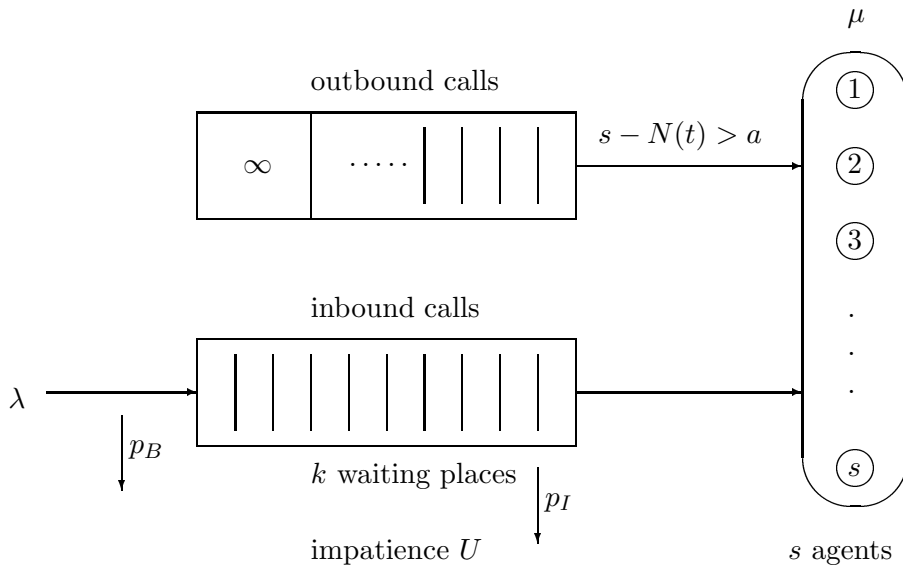 μ
outbound calls
1
∞
· · · · ·
s − N(t) > a
2
3
inbound calls
.
.
.
λ
p_B
k waiting places
s
p_I
impatience U
s agents